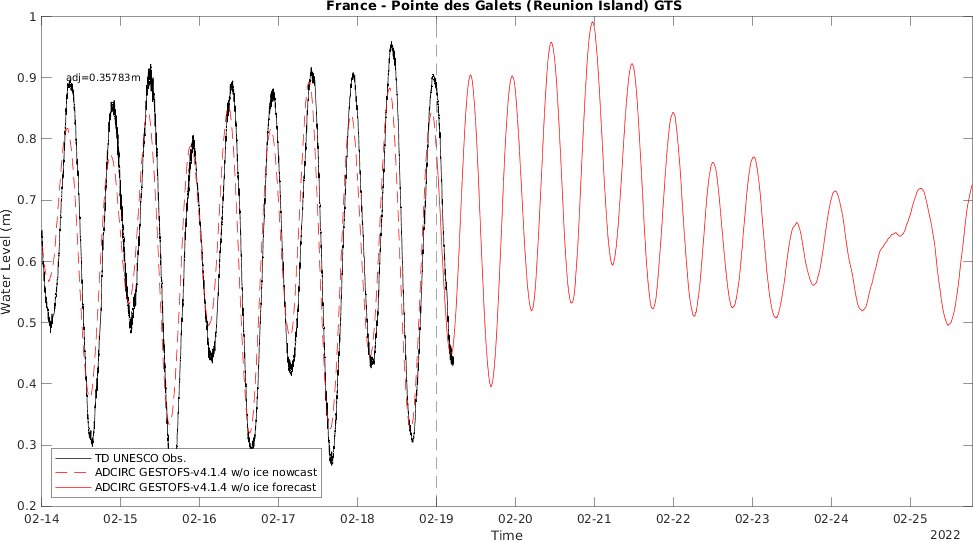 France - Pointe des Galets (Reunion Island) GTS
1
0.9
0.8
0.7
0.6
0.5
0.4
0.3
0.2
Water Level (m)
adj=0.35783m
TD UNESCO Obs.
ADCIRC GESTOFS-v4.1.4 w/o ice nowcast
ADCIRC GESTOFS-v4.1.4 w/o ice forecast
02-14 02-15 02-16 02-17 02-18 02-19 02-20 02-21 02-22 02-23 02-24 02-25
Time
2022